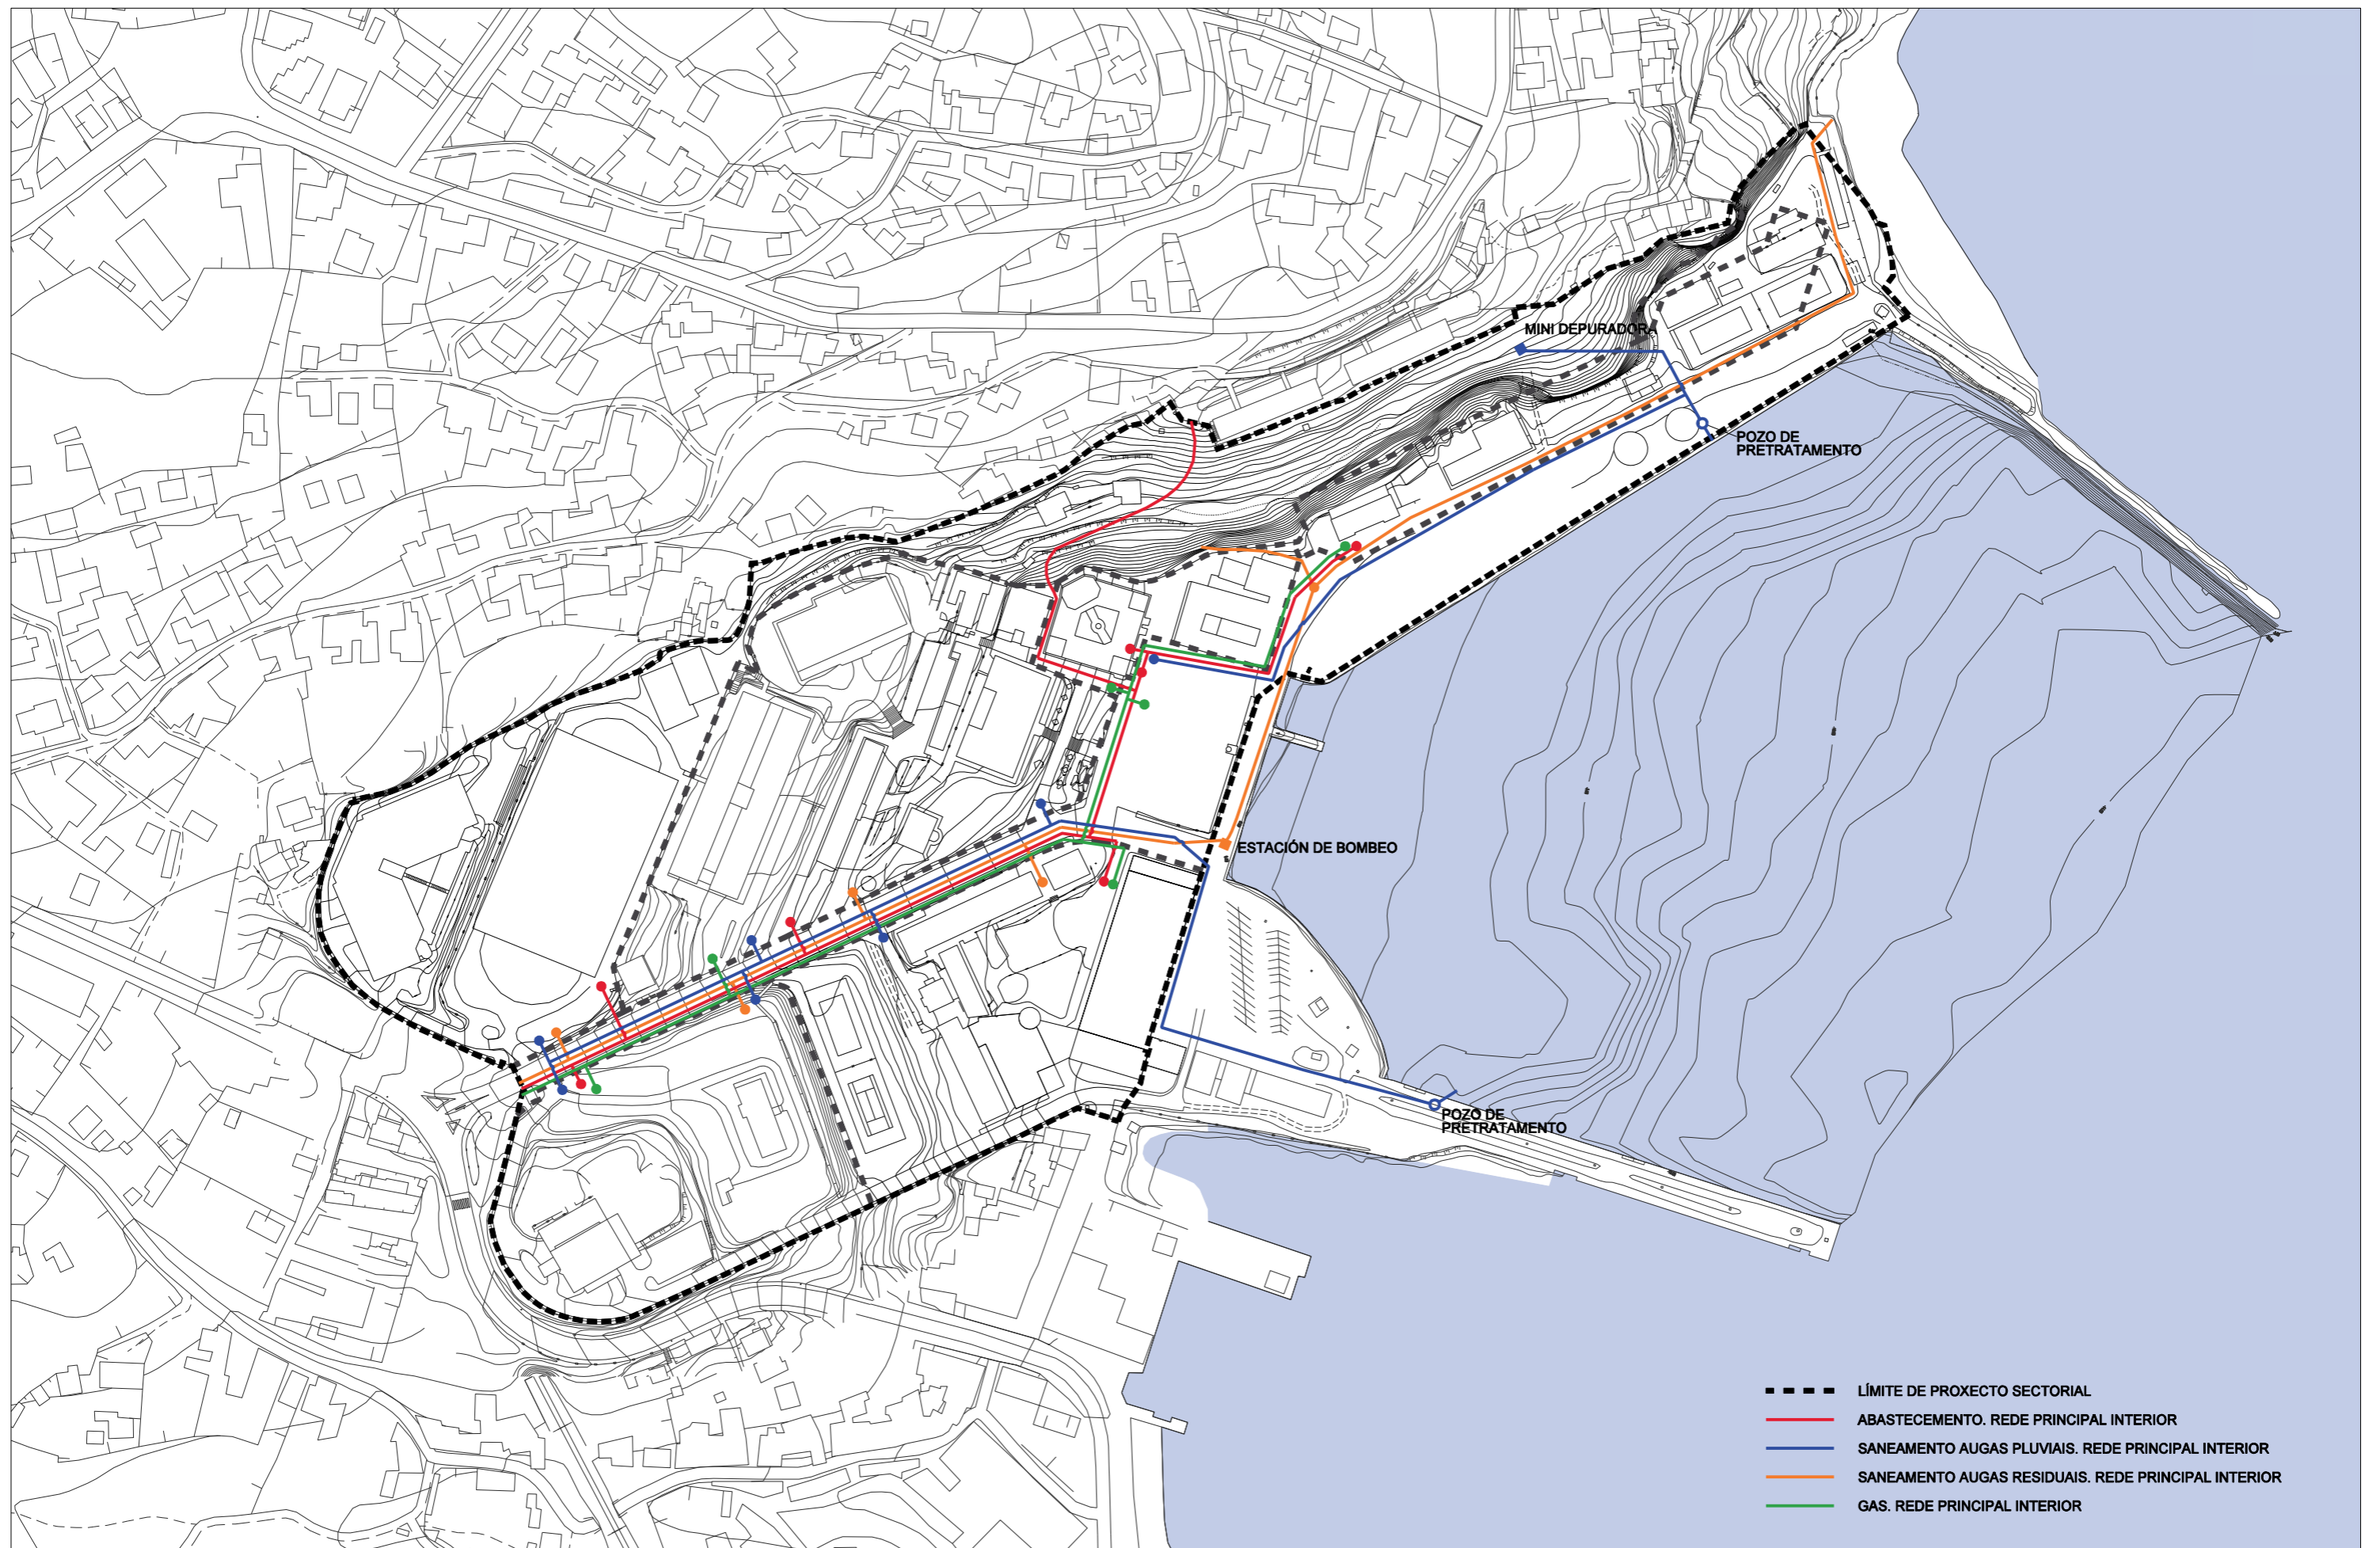 MINI DEPURADORA
POZO DE
PRETRATAMENTO
ESTACIÓN DE BOMBEO
POZO DE
PRETRATAMENTO
LÍMITE DE PROXECTO SECTORIAL
ABASTECEMENTO. REDE PRINCIPAL INTERIOR
SANEAMENTO AUGAS PLUVIAIS. REDE PRINCIPAL INTERIOR
SANEAMENTO AUGAS RESIDUAIS. REDE PRINCIPAL INTERIOR
GAS. REDE PRINCIPAL INTERIOR